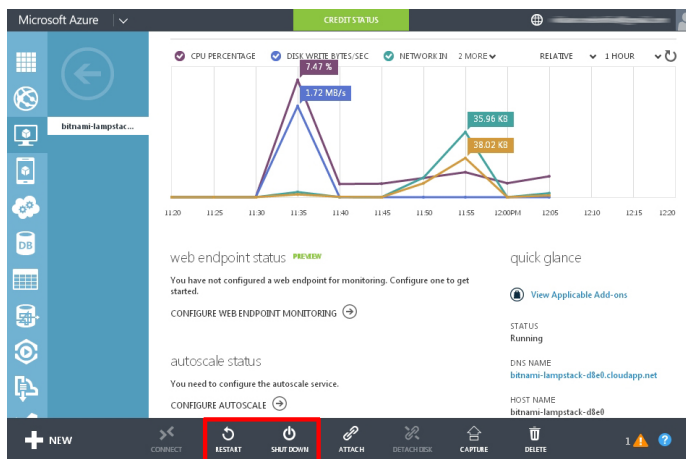 Microsoft Azure
CREDIT STATUS
CPU PERCENTAGE DISK WRITE BYTES/SEC NETWORK IN 2 MORE RELATIVE 1 HOUR
7.47 %
1.72 MB/s
35.96 KB
38.02 KB
bitnami-lampstac...
11:20 11:25 11:30 11:35 11:40 11:45 11:50 11:55 12:00PM 12:05 12:10 12:15 12:20
web endpoint status PREVIEW
You have not configured a web endpoint for monitoring. Configure one to get
started.
CONFIGURE WEB ENDPOINT MONITORING
autoscale status
You need to configure the autoscale service.
CONFIGURE AUTOSCALE
quick glance
View Applicable Add-ons
STATUS
Running
DNS NAME
bitnami-lampstack-d8e0.cloudapp.net
HOST NAME
bitnami-lampstack-d8e0
DB
NEW
CONNECT RESTART SHUT DOWN ATTACH DETACH DISK CAPTURE DELETE
1 ?